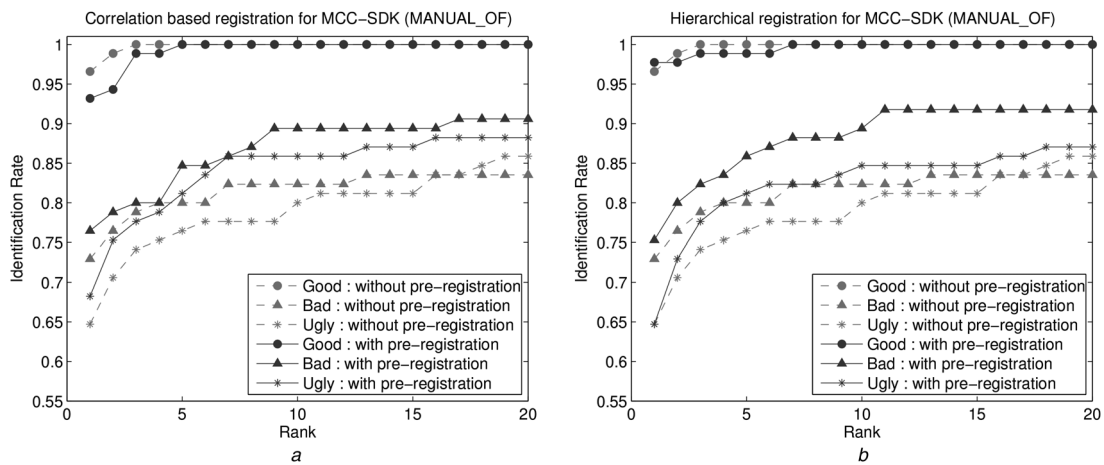 Correlation based registration for MCC−SDK (MANUAL_OF)
1
0.95
0.9
0.85
0.8
0.75
0.7
0.65
0.6
0.55
Identification Rate
Good : without pre−registration
Bad : without pre−registration
Ugly : without pre−registration
Good : with pre−registration
Bad : with pre−registration
Ugly : with pre−registration
0 5 10 15 20
Rank
a
Hierarchical registration for MCC−SDK (MANUAL_OF)
1
0.95
0.9
0.85
0.8
0.75
0.7
0.65
0.6
0.55
Identification Rate
Good : without pre−registration
Bad : without pre−registration
Ugly : without pre−registration
Good : with pre−registration
Bad : with pre−registration
Ugly : with pre−registration
0 5 10 15 20
Rank
b